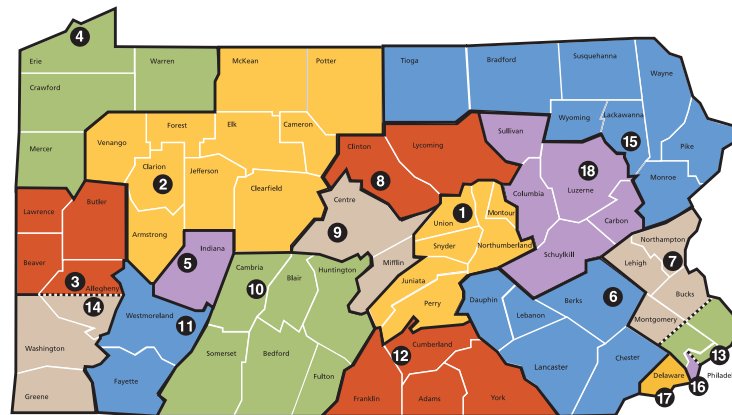 4
Erie
Warren
McKean
Potter
Tioga
Bradford
Susquehanna
Wayne
Crawford
Mercer
Venango
Forest
Elk
Cameron
Clinton
Lycoming
Sullivan
Wyoming
Lackawanna
15
Pike
Monroe
Clarion
2
Jefferson
Clearfield
8
Columbia
18
Luzerne
Carbon
Lawrence
Butler
Centre
9
1
Union
Montour
Armstrong
Indiana
5
Snyder
Northumberland
Schuylkill
Northampton
Lehigh
7
Beaver
3
Allegheny
14
Cambria
10
Blair
Huntington
Mifflin
Juniata
Perry
Dauphin
Lebanon
Berks
6
Bucks
Montgomery
Westmoreland
11
Washington
Somerset
Bedford
Fulton
12
Cumberland
Franklin
Adams
York
Lancaster
Chester
Delaware
13
Philadel
16
17
Greene
Fayette